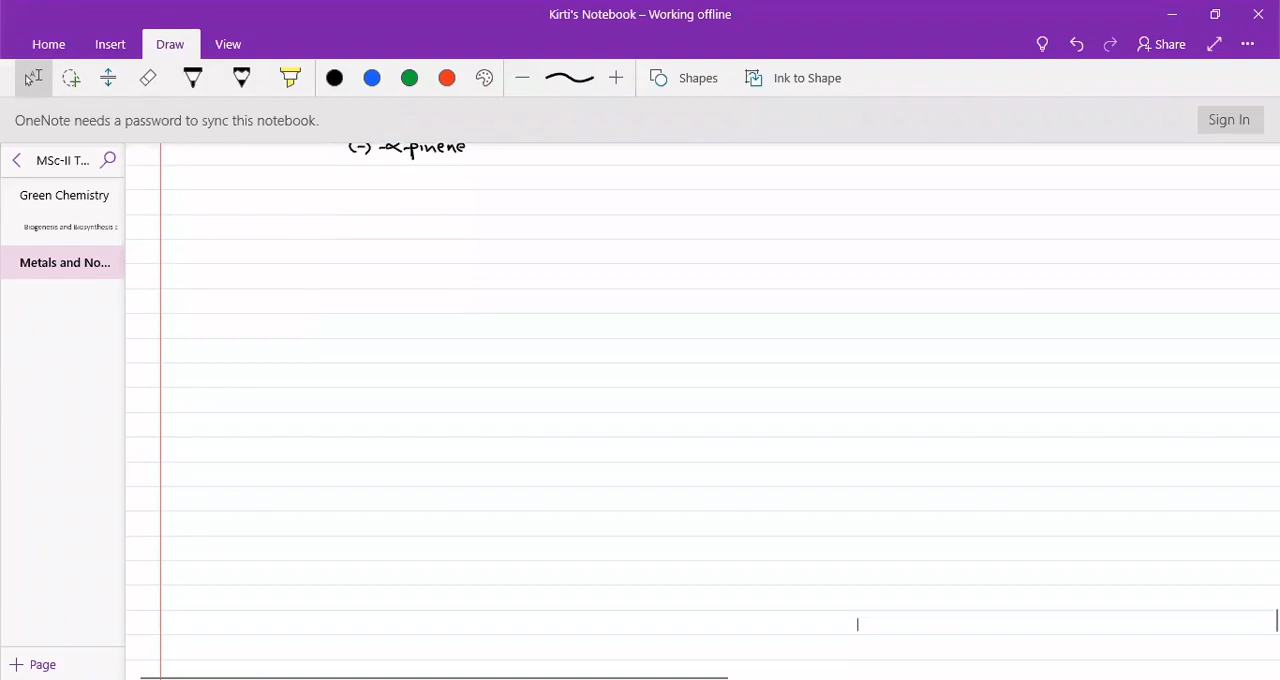 Kirti's Notebook – Working offline
Home Insert Draw View Share
Shapes Ink to Shape
OneNote needs a password to sync this notebook. Sign In
MSc-II T...
(-) -α-pinene
Green Chemistry
Biogenesis and Biosynthesis
Metals and No...
Page